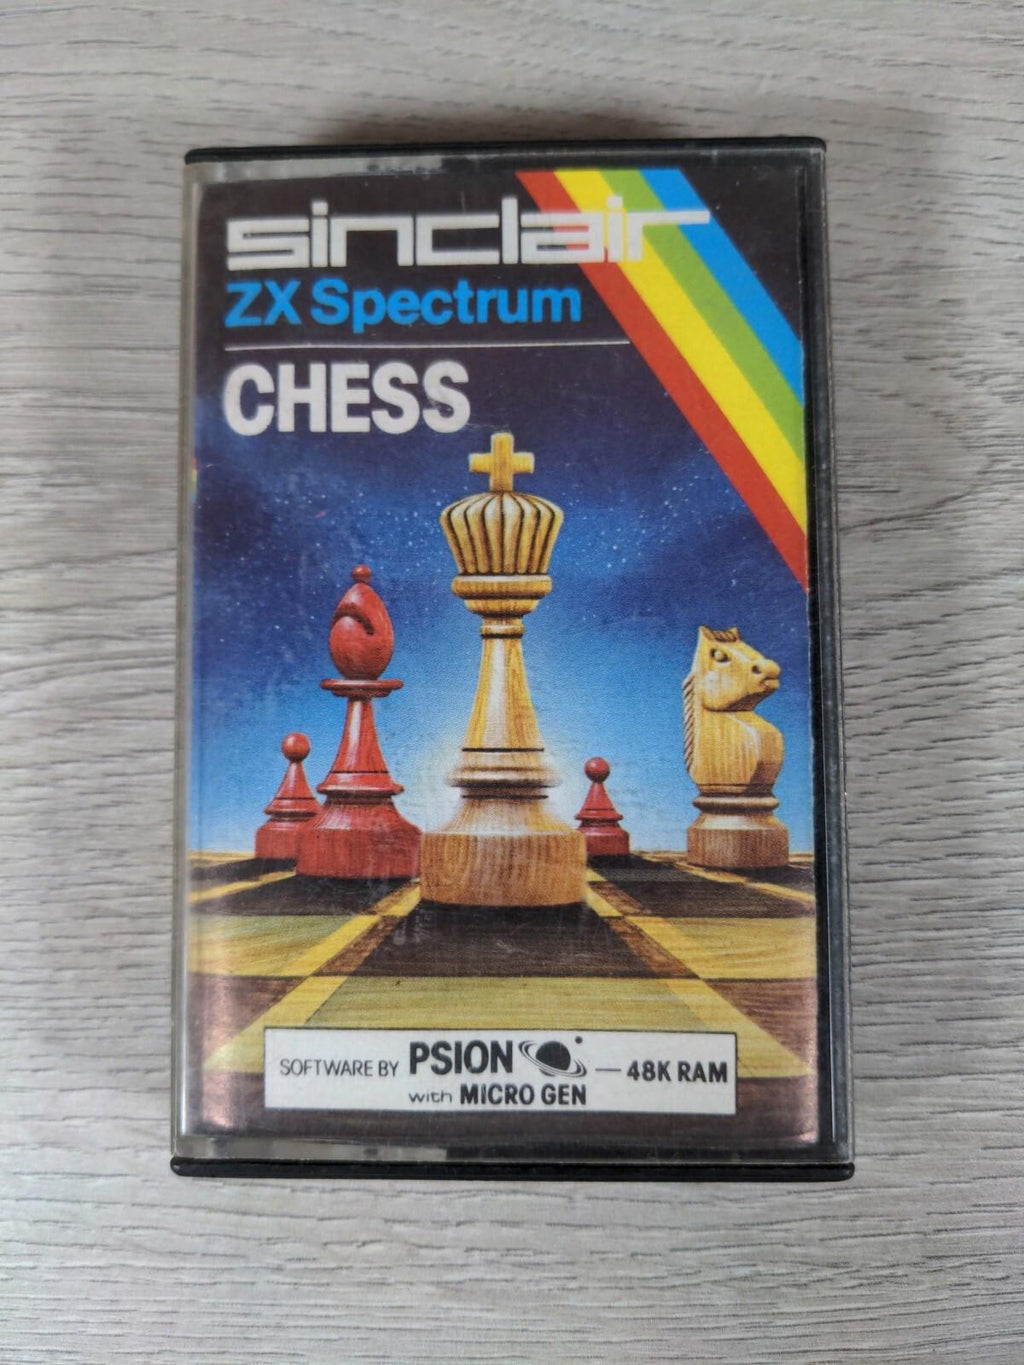 sinclair
ZX Spectrum
CHESS
SOFTWARE BY PSION — 48K RAM
with MICRO GEN